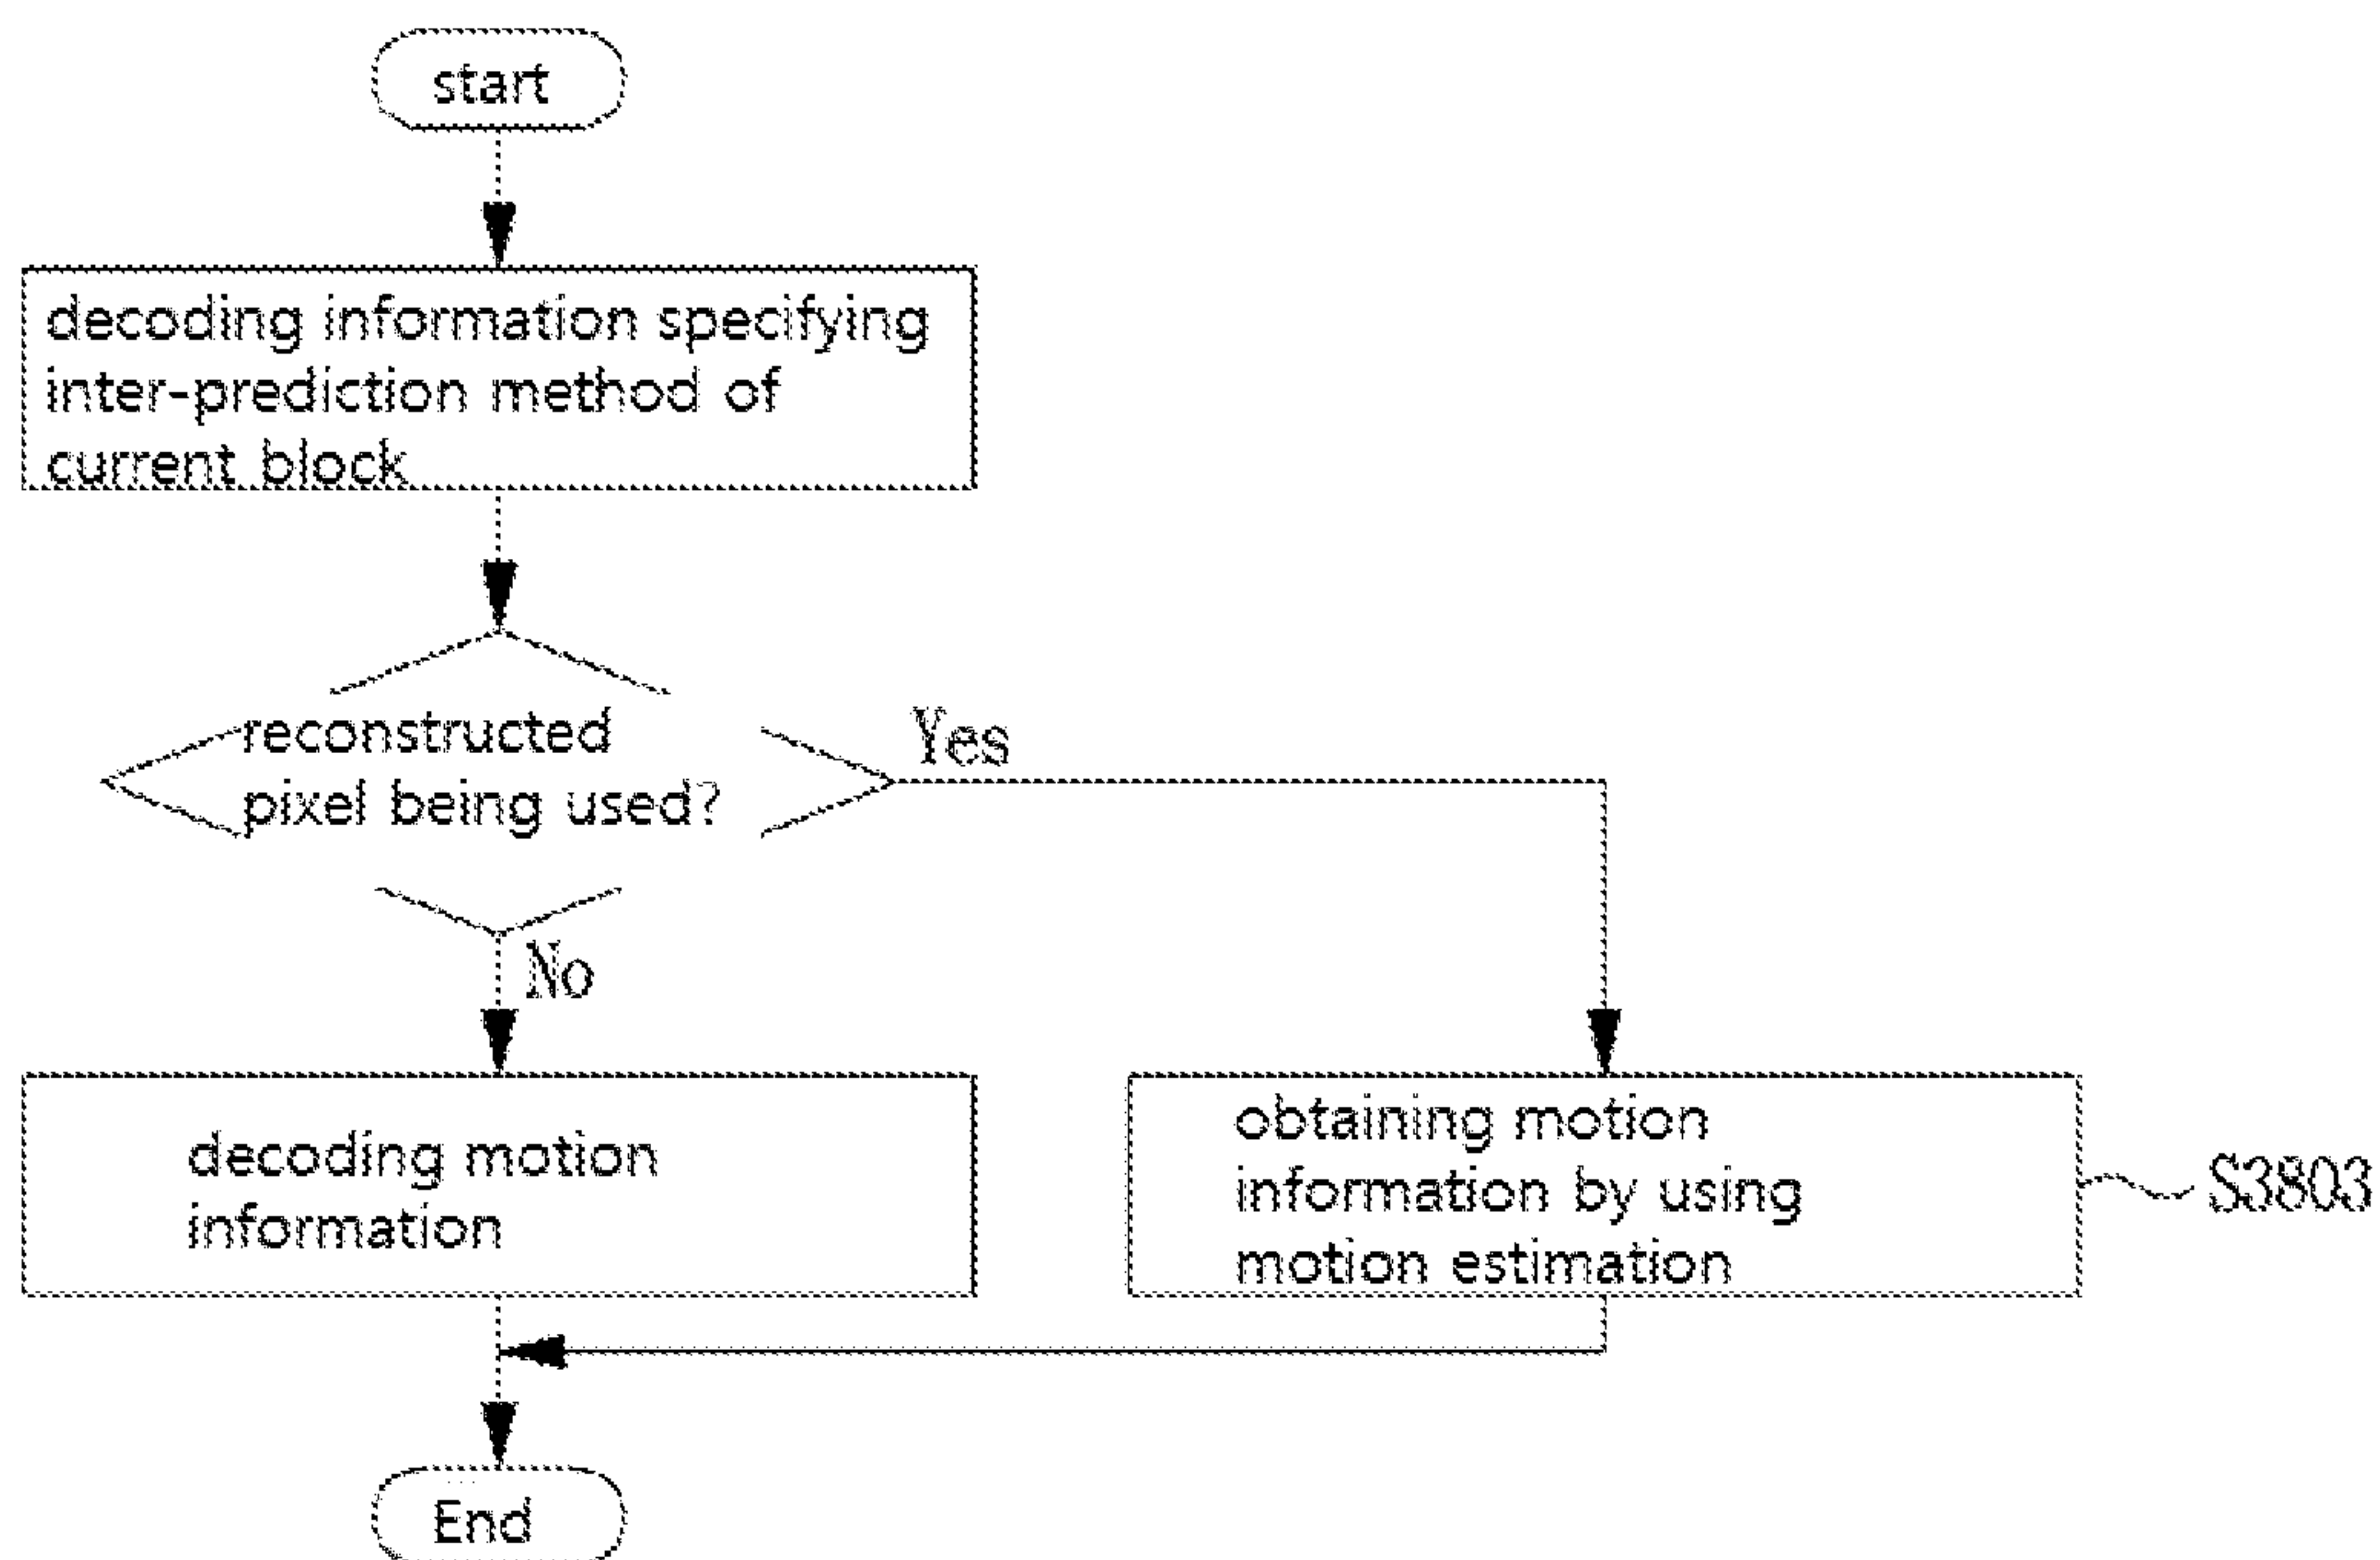 start
decoding information specifying
inter-prediction method of
current block
reconstructed
pixel being used?
Yes
No
decoding motion
information
obtaining motion
information by using
motion estimation
S3803
End